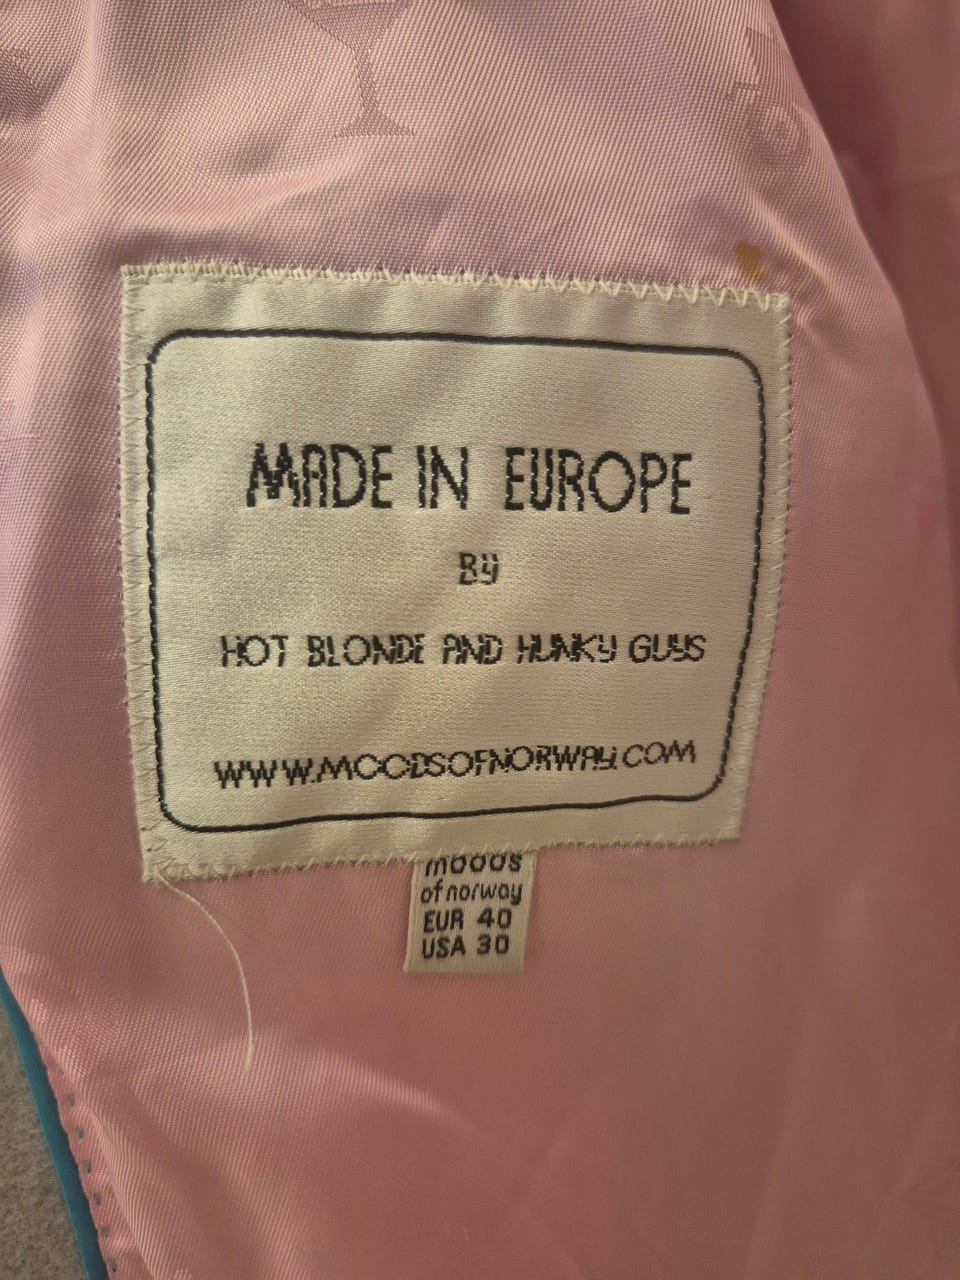 MADE IN EUROPE
BY
HOT BLONDE AND HUNKY GUYS
WWW.MOODSOFNORWAY.COM
moods
of norway
EUR 40
USA 30